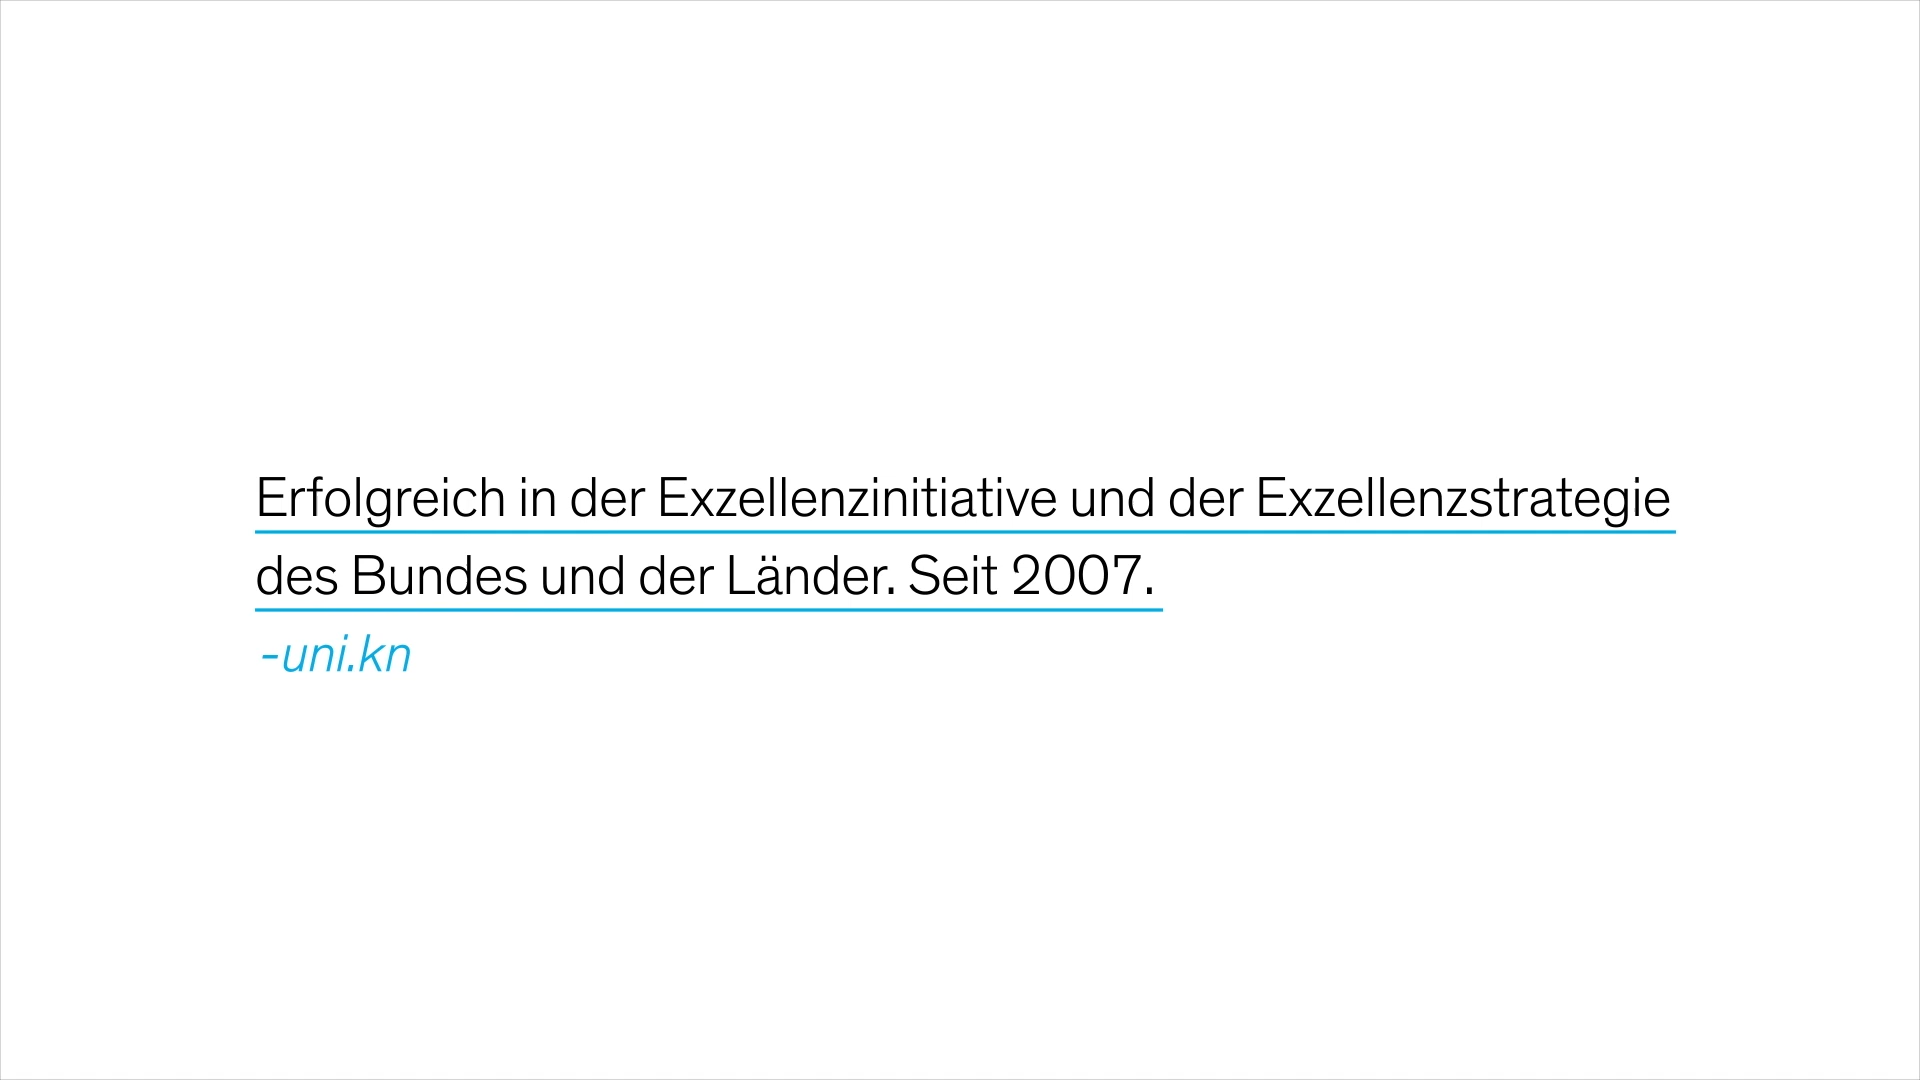 Erfolgreich in der Exzellenzinitiative und der Exzellenzstrategie
des Bundes und der Länder. Seit 2007.
-uni.kn